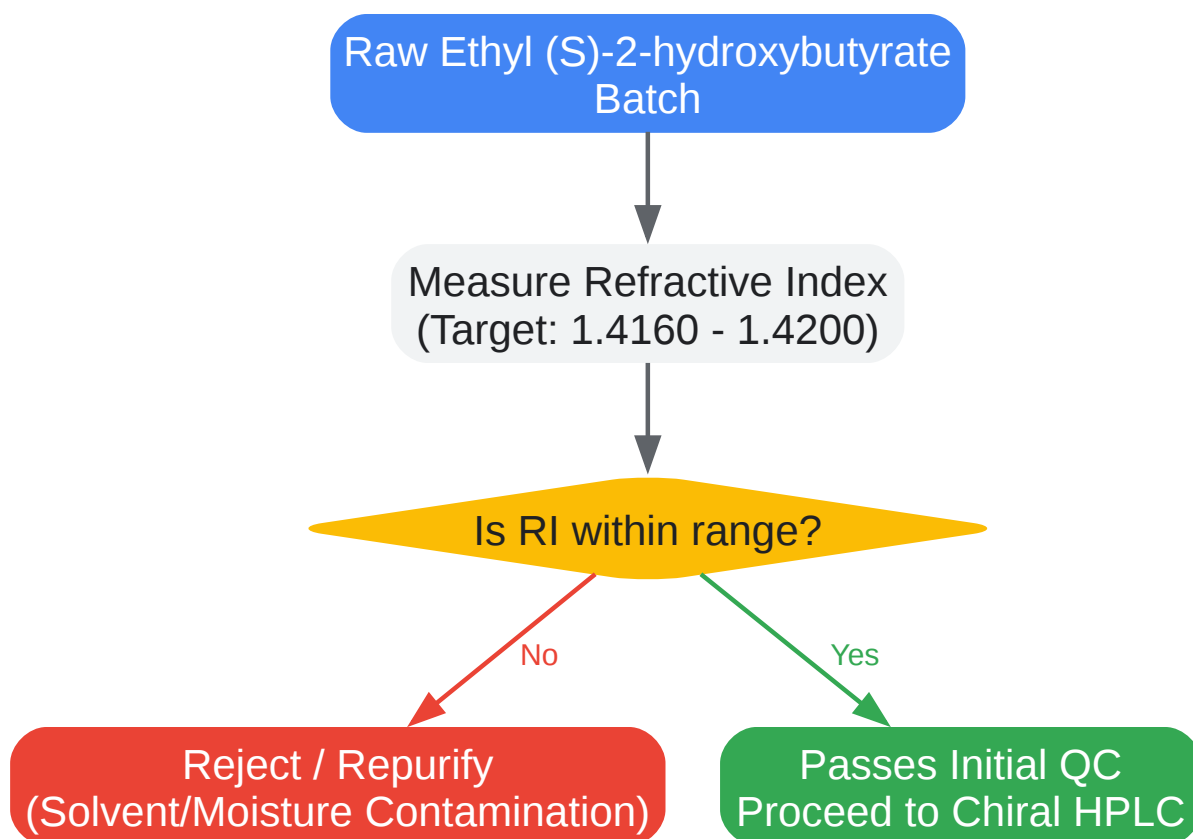 Raw Ethyl (S)-2-hydroxybutyrate
Batch
Measure Refractive Index
(Target: 1.4160 - 1.4200)
Is RI within range?
No
Yes
Reject / Repurify
(Solvent/Moisture Contamination)
Passes Initial QC
Proceed to Chiral HPLC